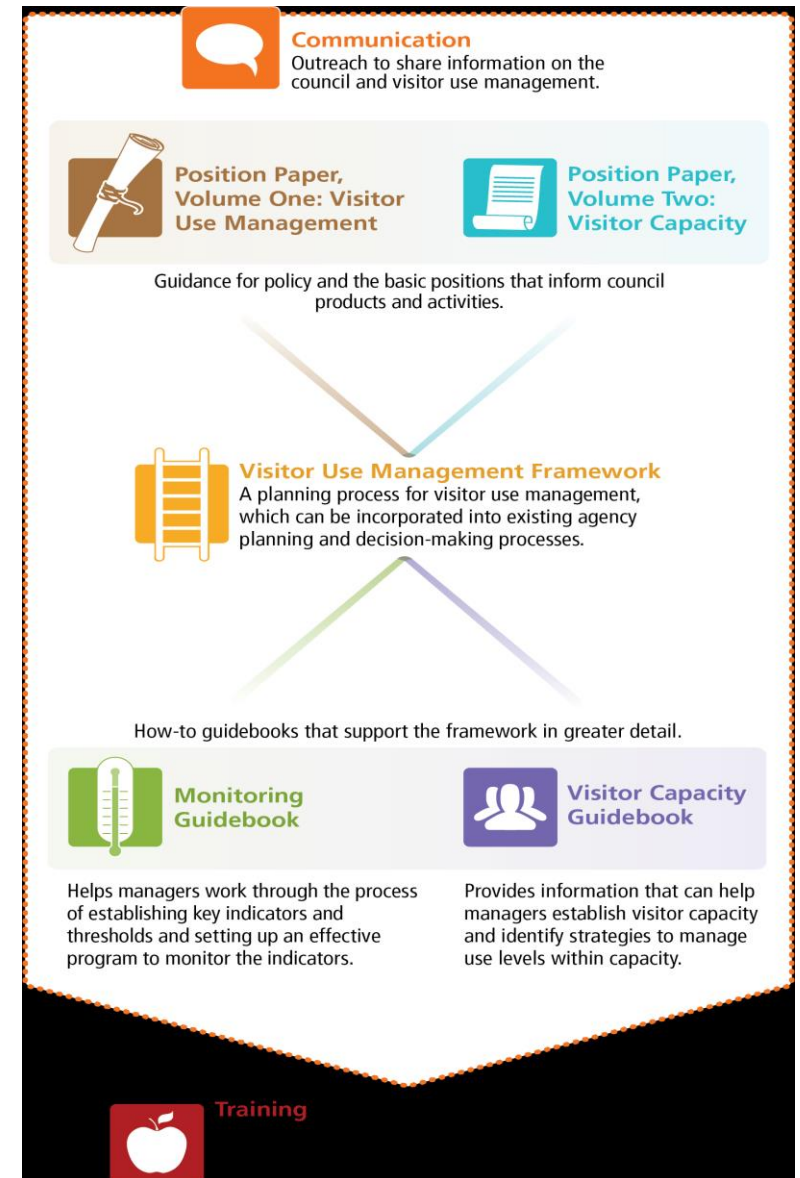 Communication
Outreach to share information on the
council and visitor use management.
Position Paper,
Volume One: Visitor
Use Management
Position Paper,
Volume Two:
Visitor Capacity
Guidance for policy and the basic positions that inform council
products and activities.
Visitor Use Management Framework
A planning process for visitor use management,
which can be incorporated into existing agency
planning and decision-making processes.
How-to guidebooks that support the framework in greater detail.
Monitoring
Guidebook
Helps managers work through the process
of establishing key indicators and
thresholds and setting up an effective
program to monitor the indicators.
Visitor Capacity
Guidebook
Provides information that can help
managers establish visitor capacity
and identify strategies to manage
use levels within capacity.
Training